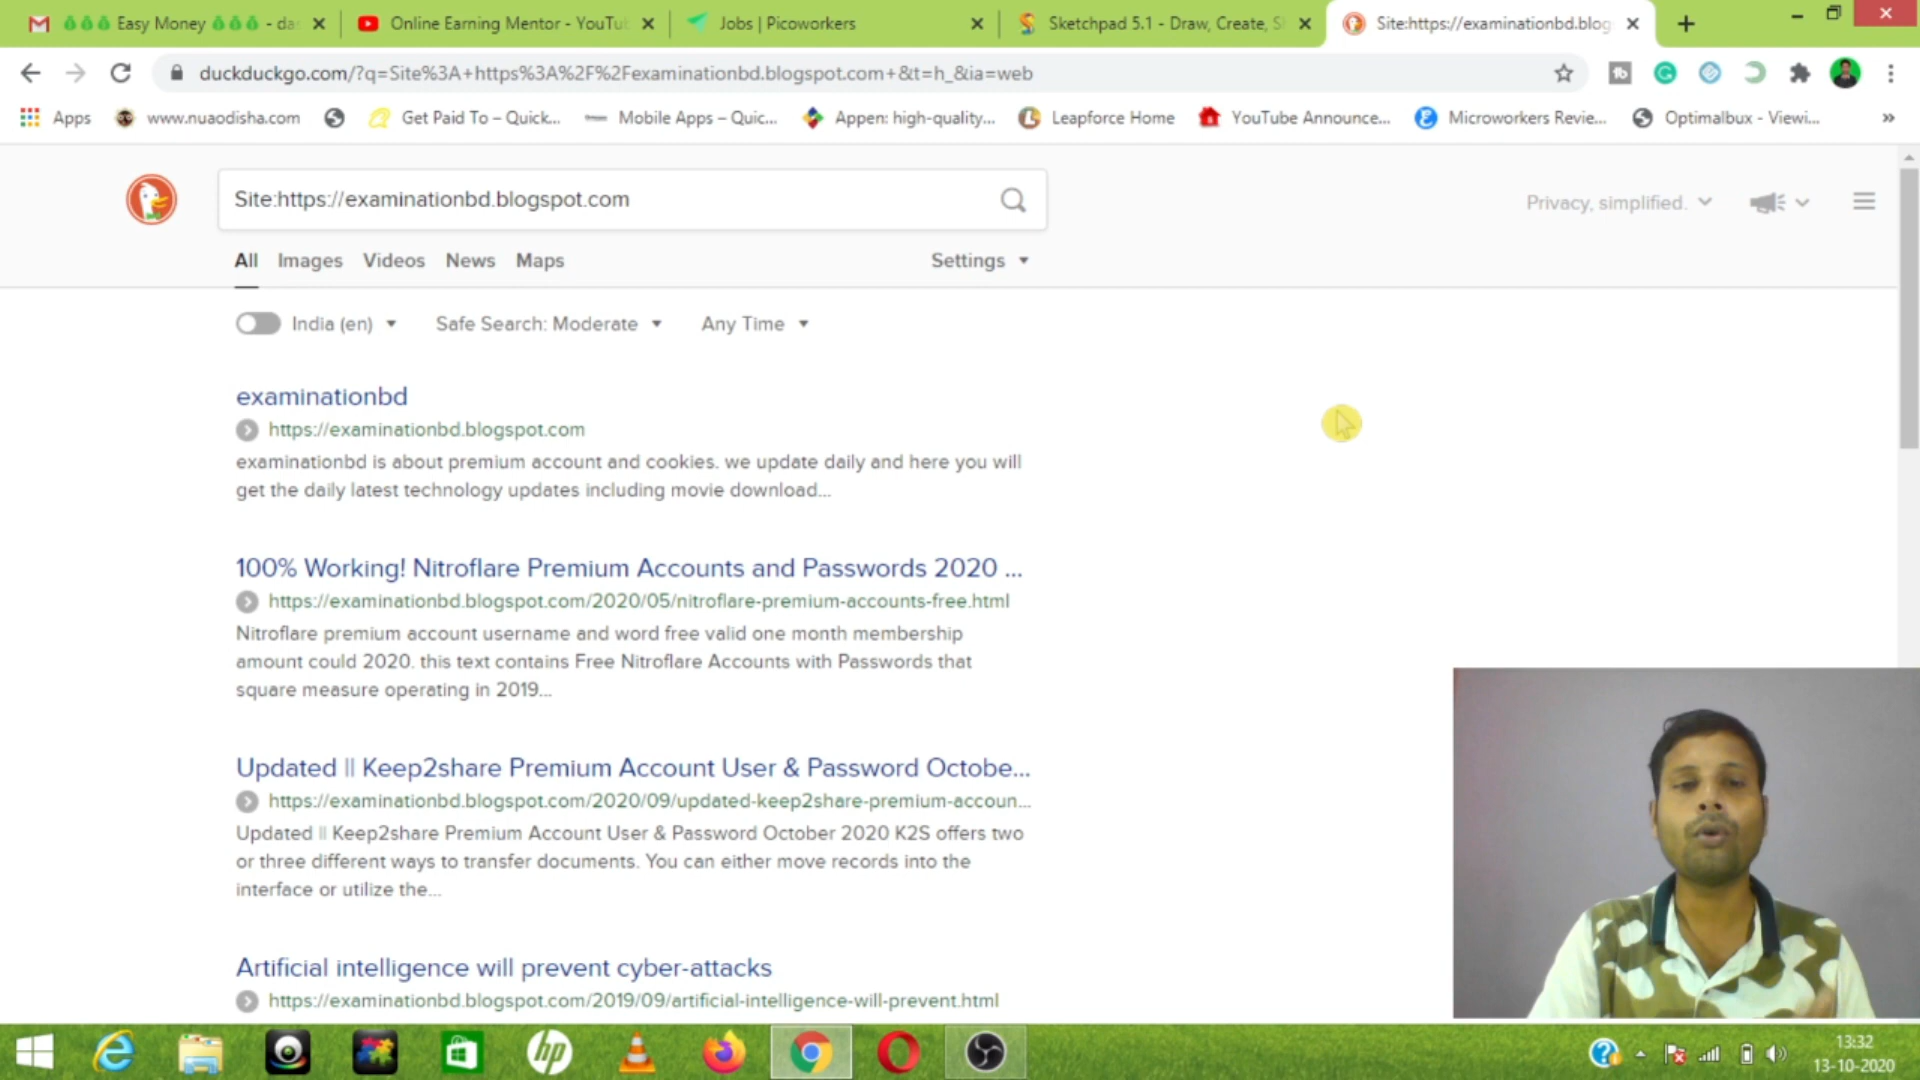 Easy Money - da
Online Earning Mentor - YouTu
Jobs | Picoworkers
Sketchpad 5.1 - Draw, Create, S
Site:https://examinationbd.blog
duckduckgo.com/?q=Site%3A+https%3A%2F%2Fexaminationbd.blogspot.com+&t=h_&ia=web
Apps
www.nuaodisha.com
Get Paid To – Quick...
Mobile Apps – Quic...
Appen: high-quality...
Leapforce Home
YouTube Announce...
Microworkers Revie...
Optimalbux - Viewi...
»
Site:https://examinationbd.blogspot.com
Privacy, simplified.
All Images Videos News Maps
Settings
India (en)
Safe Search: Moderate
Any Time
examinationbd
https://examinationbd.blogspot.com
examinationbd is about premium account and cookies. we update daily and here you will
get the daily latest technology updates including movie download...
100% Working! Nitroflare Premium Accounts and Passwords 2020 ...
https://examinationbd.blogspot.com/2020/05/nitroflare-premium-accounts-free.html
Nitroflare premium account username and word free valid one month membership
amount could 2020. this text contains Free Nitroflare Accounts with Passwords that
square measure operating in 2019...
Updated || Keep2share Premium Account User & Password Octobe...
https://examinationbd.blogspot.com/2020/09/updated-keep2share-premium-accoun...
Updated || Keep2share Premium Account User & Password October 2020 K2S offers two
or three different ways to transfer documents. You can either move records into the
interface or utilize the...
Artificial intelligence will prevent cyber-attacks
https://examinationbd.blogspot.com/2019/09/artificial-intelligence-will-prevent.html
hp
13:32
13-10-2020